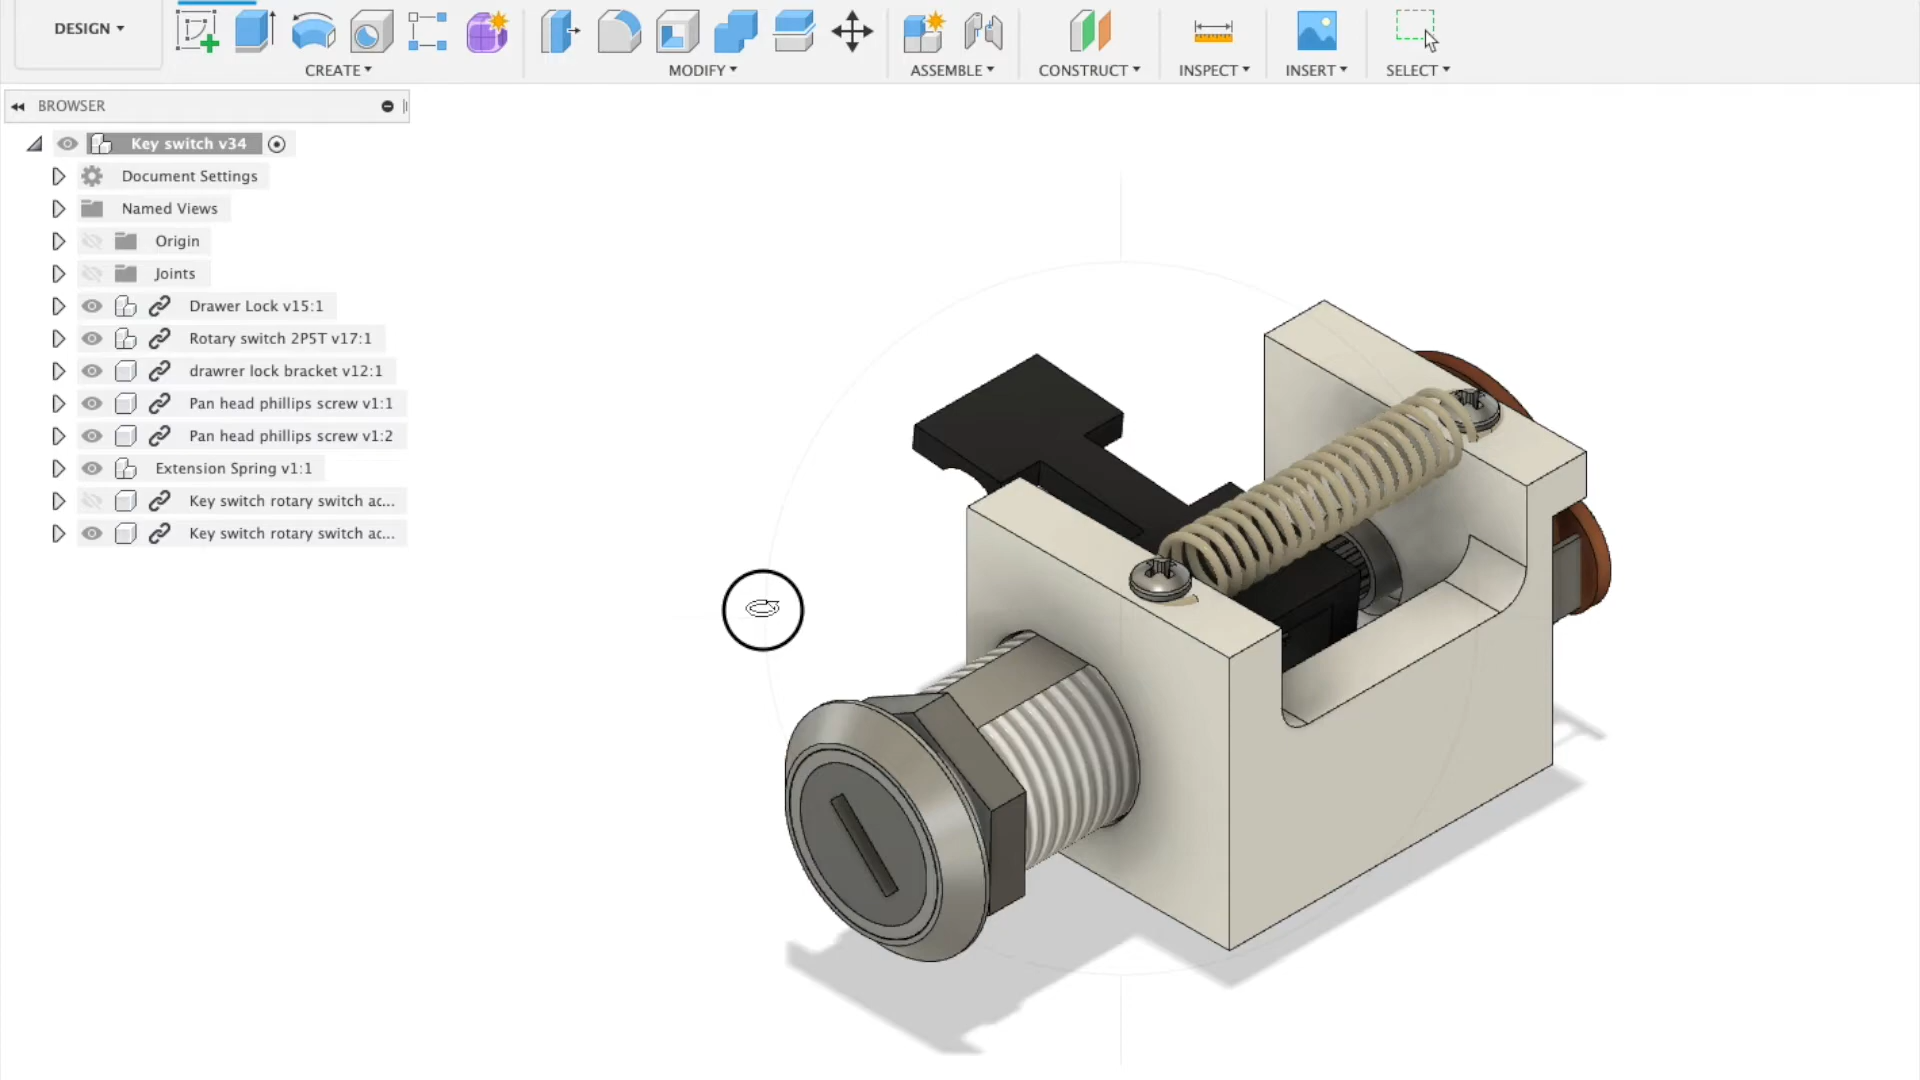 DESIGN
CREATE
MODIFY
ASSEMBLE
CONSTRUCT
INSPECT
INSERT
SELECT
BROWSER
Key switch v34
Document Settings
Named Views
Origin
Joints
Drawer Lock v15:1
Rotary switch 2P5T v17:1
drawrer lock bracket v12:1
Pan head phillips screw v1:1
Pan head phillips screw v1:2
Extension Spring v1:1
Key switch rotary switch ac...
Key switch rotary switch ac...